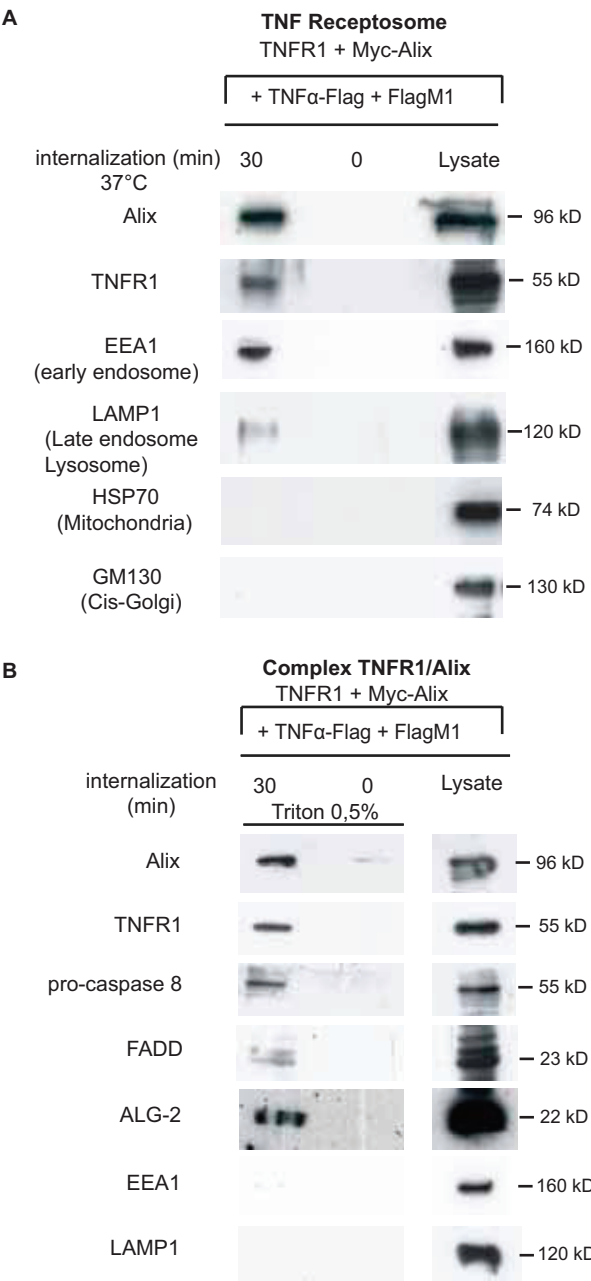 A
TNF Receptosome
TNFR1 + Myc-Alix
+ TNFα-Flag + FlagM1
internalization (min) 30 0 Lysate
37°C
Alix 96 kD
TNFR1 55 kD
EEA1 160 kD
(early endosome)
LAMP1
(Late endosome 120 kD
Lysosome)
HSP70 74 kD
(Mitochondria)
GM130 130 kD
(Cis-Golgi)
B
Complex TNFR1/Alix
TNFR1 + Myc-Alix
+ TNFα-Flag + FlagM1
internalization 30 0 Lysate
(min) Triton 0,5%
Alix 96 kD
TNFR1 55 kD
pro-caspase 8 55 kD
FADD 23 kD
ALG-2 22 kD
EEA1 160 kD
LAMP1 120 kD